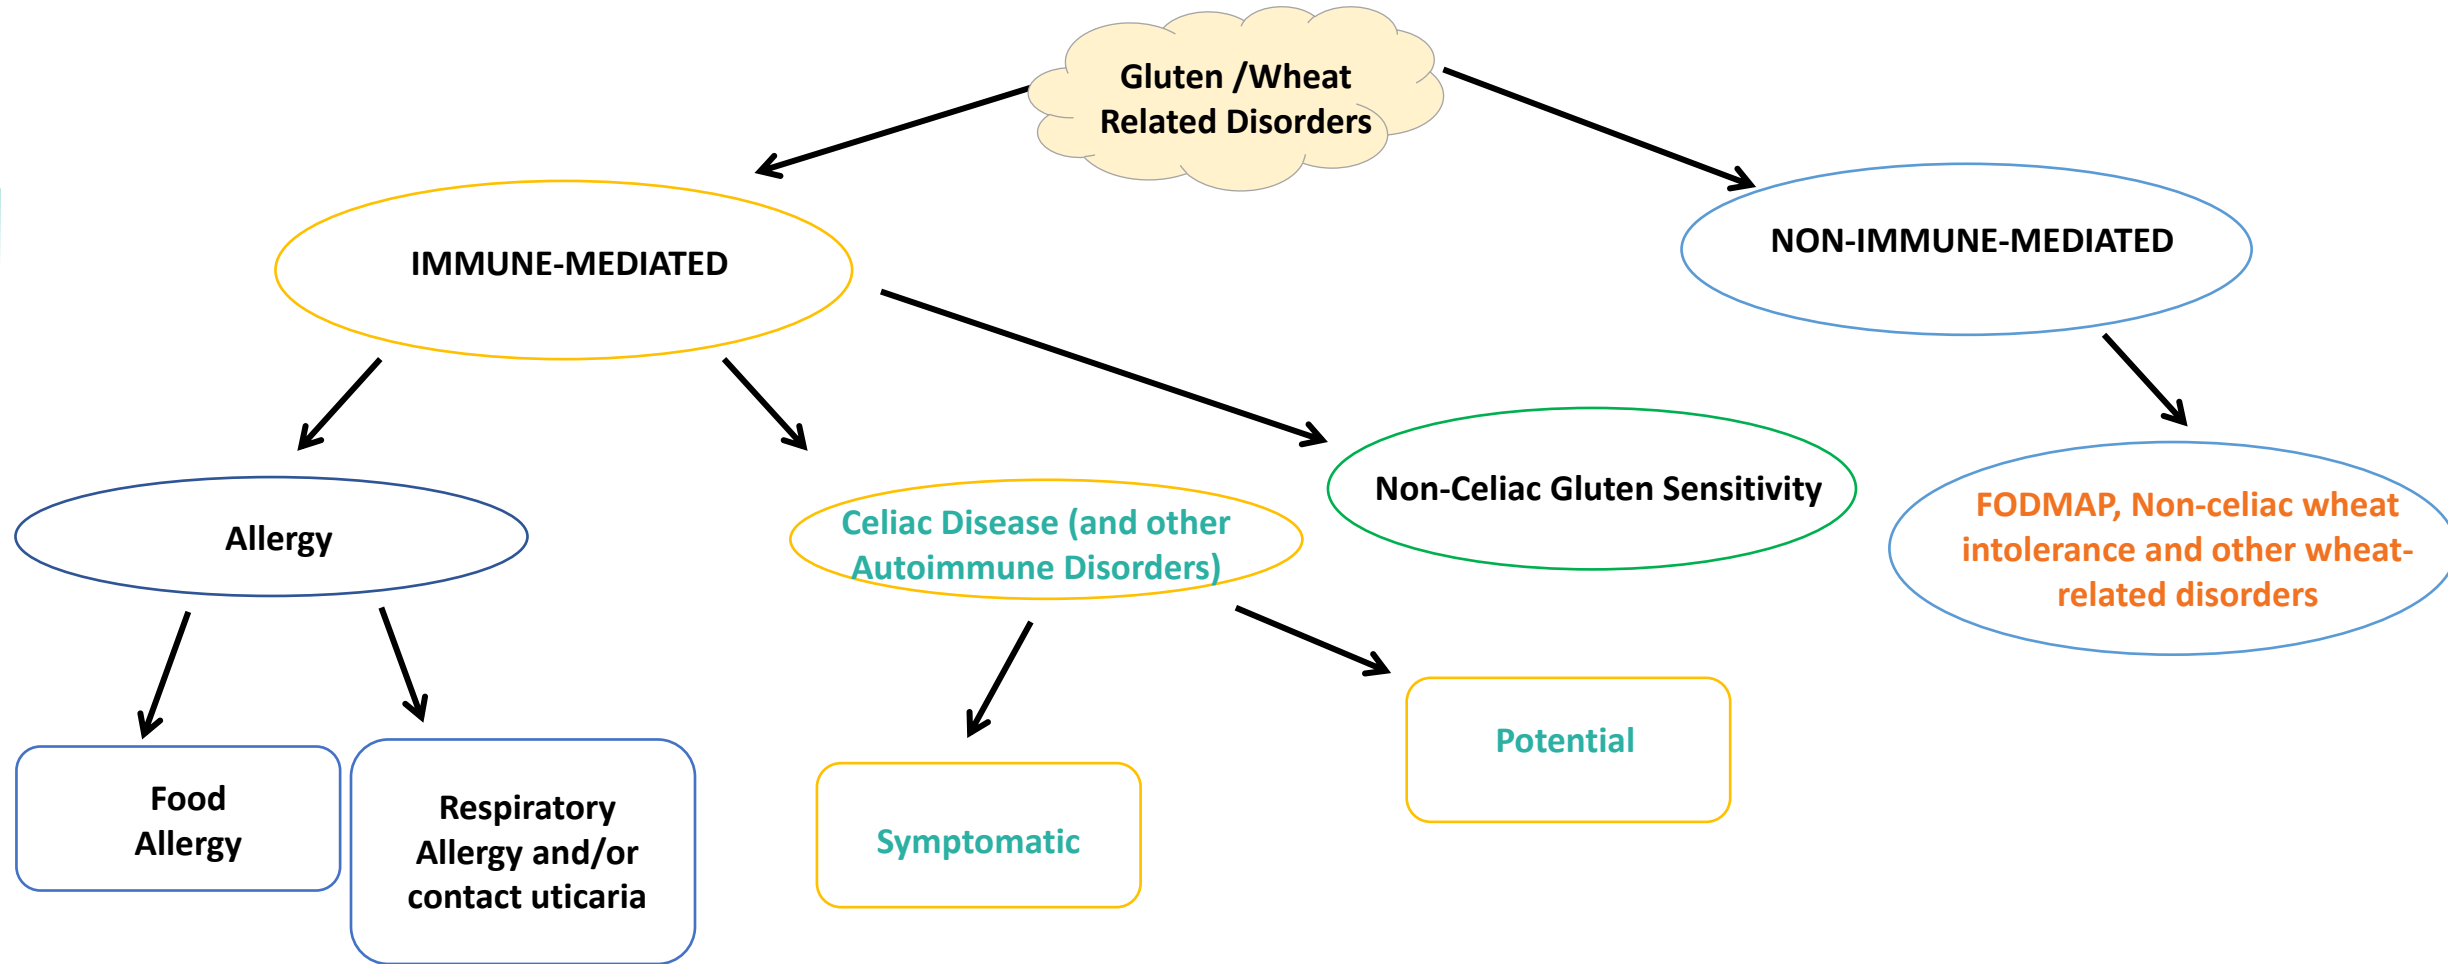 Gluten /Wheat
Related Disorders
IMMUNE-MEDIATED
NON-IMMUNE-MEDIATED
Allergy
Celiac Disease (and other
Autoimmune Disorders)
Non-Celiac Gluten Sensitivity
FODMAP, Non-celiac wheat
intolerance and other wheat-
related disorders
Food
Allergy
Respiratory
Allergy and/or
contact uticaria
Symptomatic
Potential